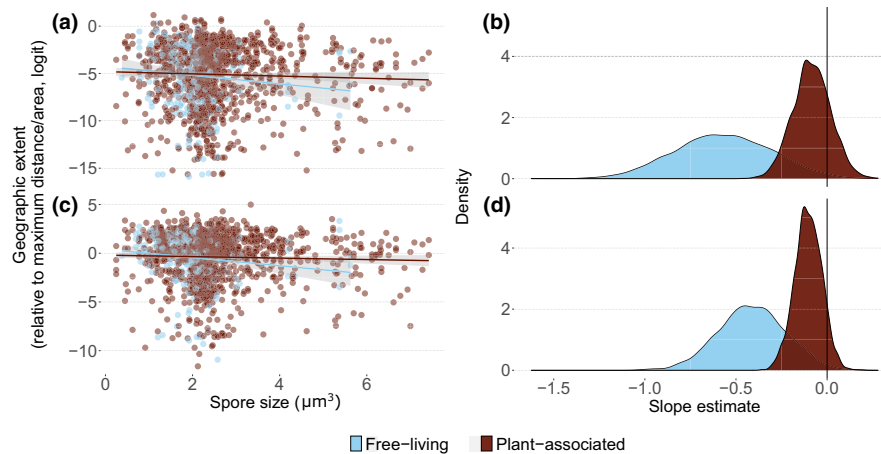 (a)
(b)
(c)
(d)
Geographic extent
(relative to maximum distance/area, logit)
0
−5
−10
−15
5
0
−5
−10
0
2
4
6
Spore size (µm³)
Density
4
2
0
4
2
0
−1.5
−1.0
−0.5
0.0
Slope estimate
Free−living
Plant−associated